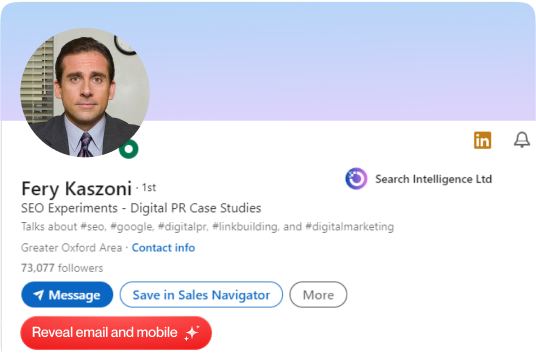 in
Search Intelligence Ltd
Fery Kaszoni · 1st
SEO Experiments - Digital PR Case Studies
Talks about #seo, #google, #digitalpr, #linkbuilding, and #digitalmarketing
Greater Oxford Area · Contact info
73,077 followers
Message
Save in Sales Navigator
More
Reveal email and mobile